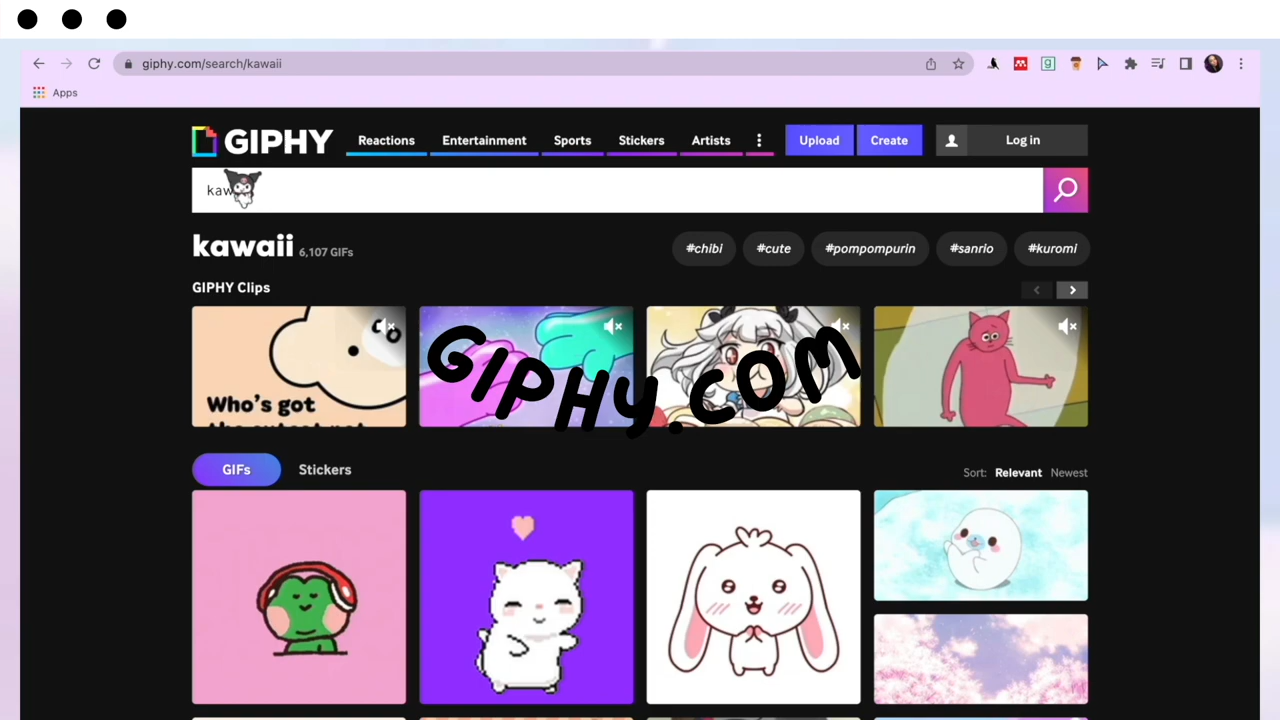 giphy.com/search/kawaii
Apps
GIPHY
Reactions Entertainment Sports Stickers Artists Upload Create Log in
kaw
kawaii 6,107 GIFs
#chibi #cute #pompompurin #sanrio #kuromi
GIPHY Clips
Who's got
GIPHY.COM
GIFs Stickers
Sort: Relevant Newest